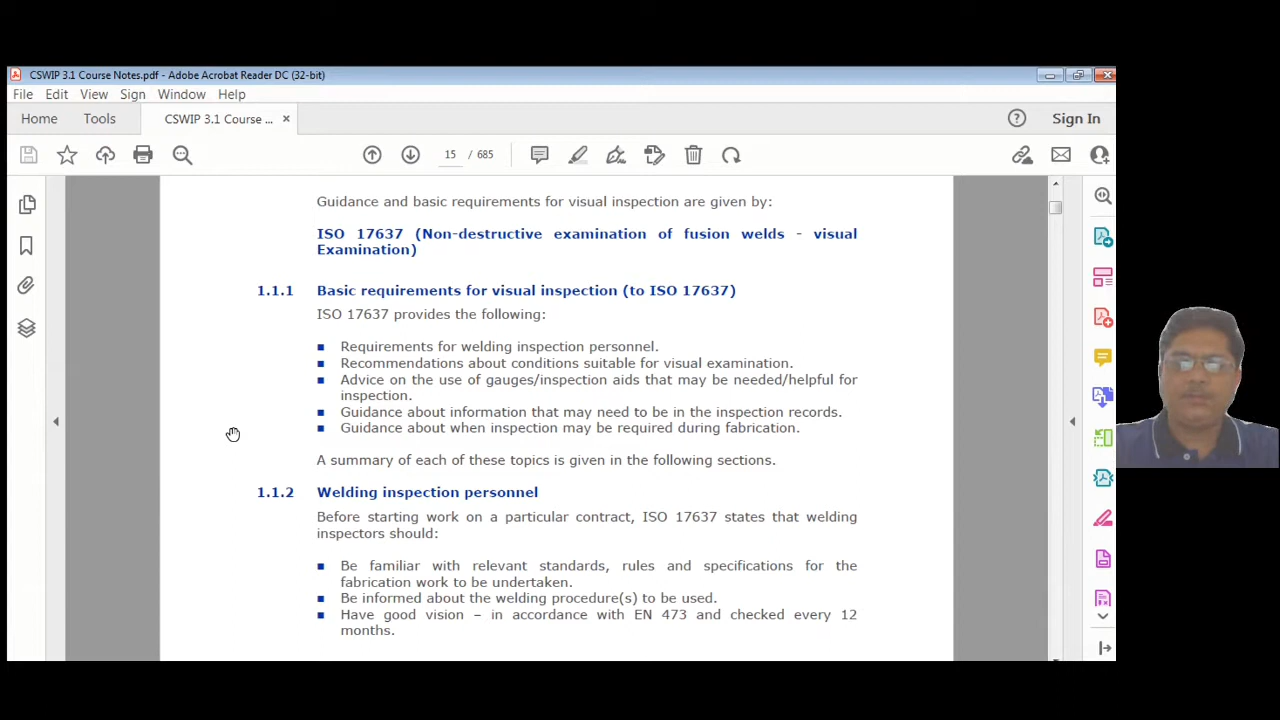 CSWIP 3.1 Course Notes.pdf - Adobe Acrobat Reader DC (32-bit)
File Edit View Sign Window Help
Home Tools CSWIP 3.1 Course ... × Sign In
15 / 685
Guidance and basic requirements for visual inspection are given by:
ISO 17637 (Non-destructive examination of fusion welds - visual
Examination)
1.1.1 Basic requirements for visual inspection (to ISO 17637)
ISO 17637 provides the following:
■ Requirements for welding inspection personnel.
■ Recommendations about conditions suitable for visual examination.
■ Advice on the use of gauges/inspection aids that may be needed/helpful for
inspection.
■ Guidance about information that may need to be in the inspection records.
■ Guidance about when inspection may be required during fabrication.
A summary of each of these topics is given in the following sections.
1.1.2 Welding inspection personnel
Before starting work on a particular contract, ISO 17637 states that welding
inspectors should:
■ Be familiar with relevant standards, rules and specifications for the
fabrication work to be undertaken.
■ Be informed about the welding procedure(s) to be used.
■ Have good vision – in accordance with EN 473 and checked every 12
months.